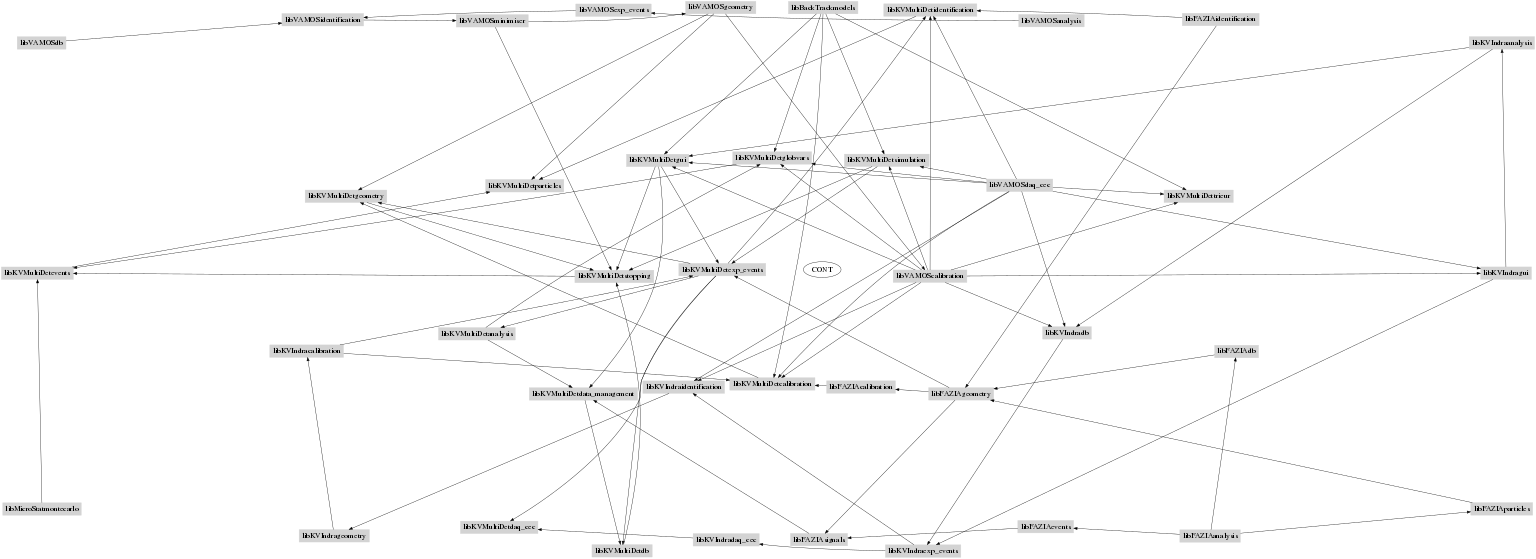 libVAMOSgeometry
libBackTrackmodels
libVAMOSexp_events
libKVMultiDetidentification
libVAMOSidentification
libVAMOSminimiser
libVAMOSanalysis
libFAZIAidentification
libVAMOSdb
libKVIndraanalysis
libKVMultiDetgui
libKVMultiDetglobvars
libKVMultiDetsimulation
libKVMultiDetparticles
libVAMOSdaq_cec
libKVMultiDetgeometry
libKVMultiDettrieur
libKVMultiDetevents
libKVMultiDetstopping
libKVMultiDetexp_events
CONT
libVAMOScalibration
libKVIndragui
libKVMultiDetanalysis
libKVIndradb
libKVIndracalibration
libFAZIAdb
libKVMultiDetdata_management
libKVIndraidentification
libKVMultiDetcalibration
libFAZIAcalibration
libFAZIAgeometry
libMicroStatmontecarlo
libFAZIAparticles
libKVIndrageometry
libKVMultiDetdaq_cec
libKVIndradaq_cec
libFAZIAsignals
libFAZIAevents
libFAZIAanalysis
libKVMultiDetdb
libKVIndraexp_events